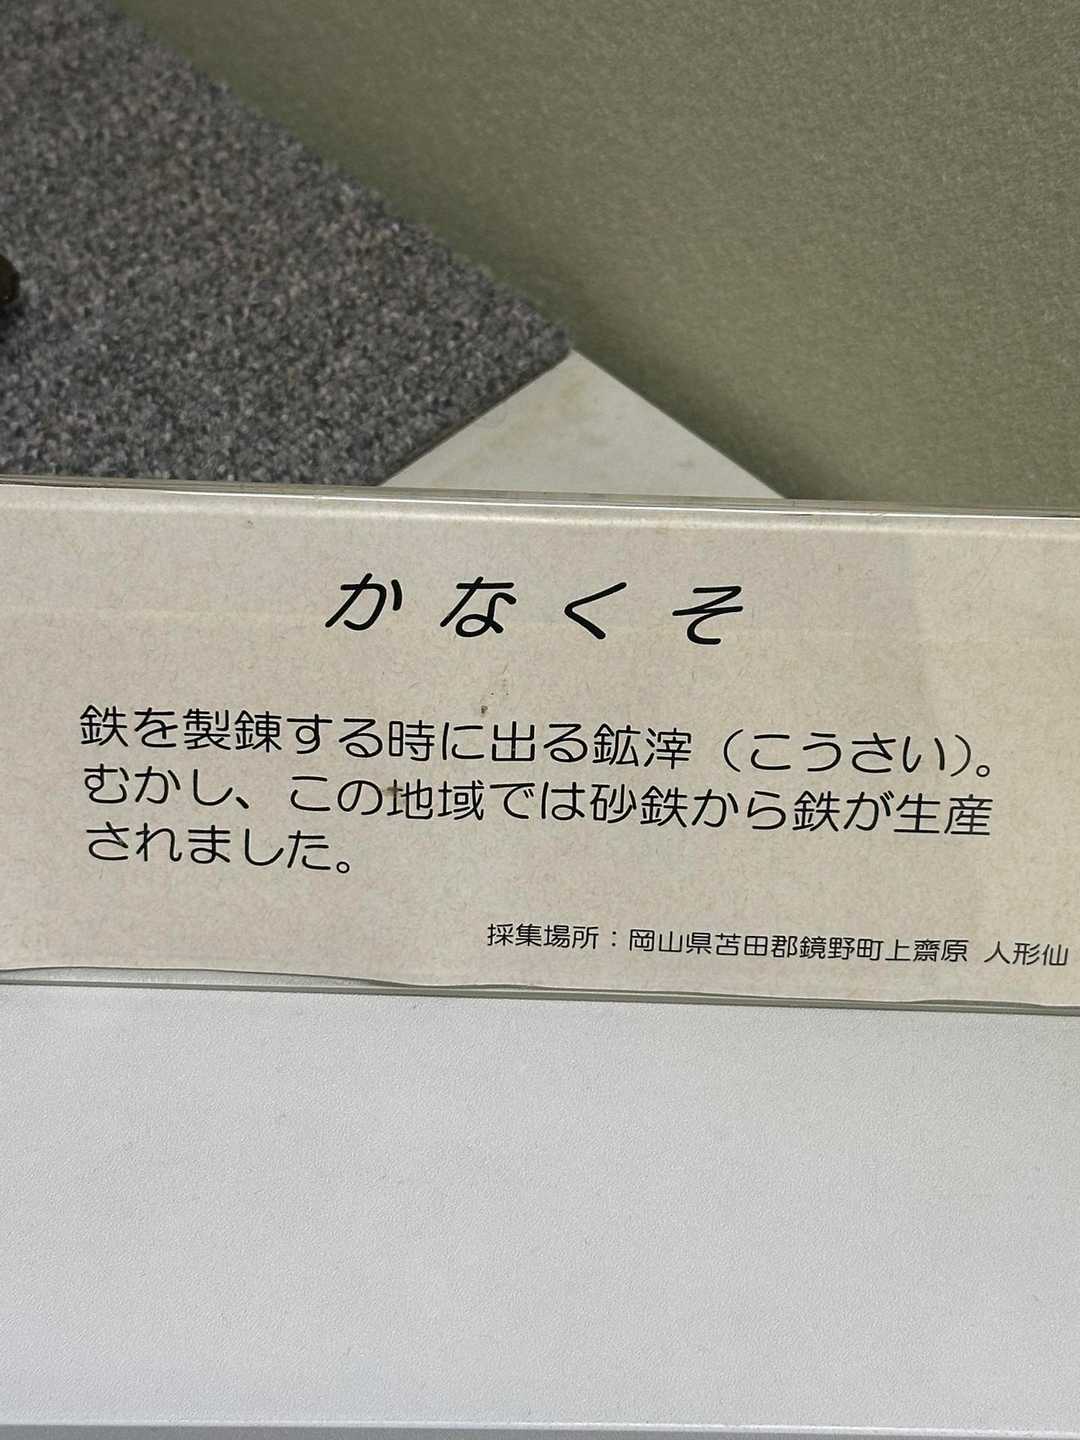 かなくそ
鉄を製錬する時に出る鉱滓（こうさい）。
むかし、この地域では砂鉄から鉄が生産
されました。
採集場所：岡山県苫田郡鏡野町上齋原 人形仙